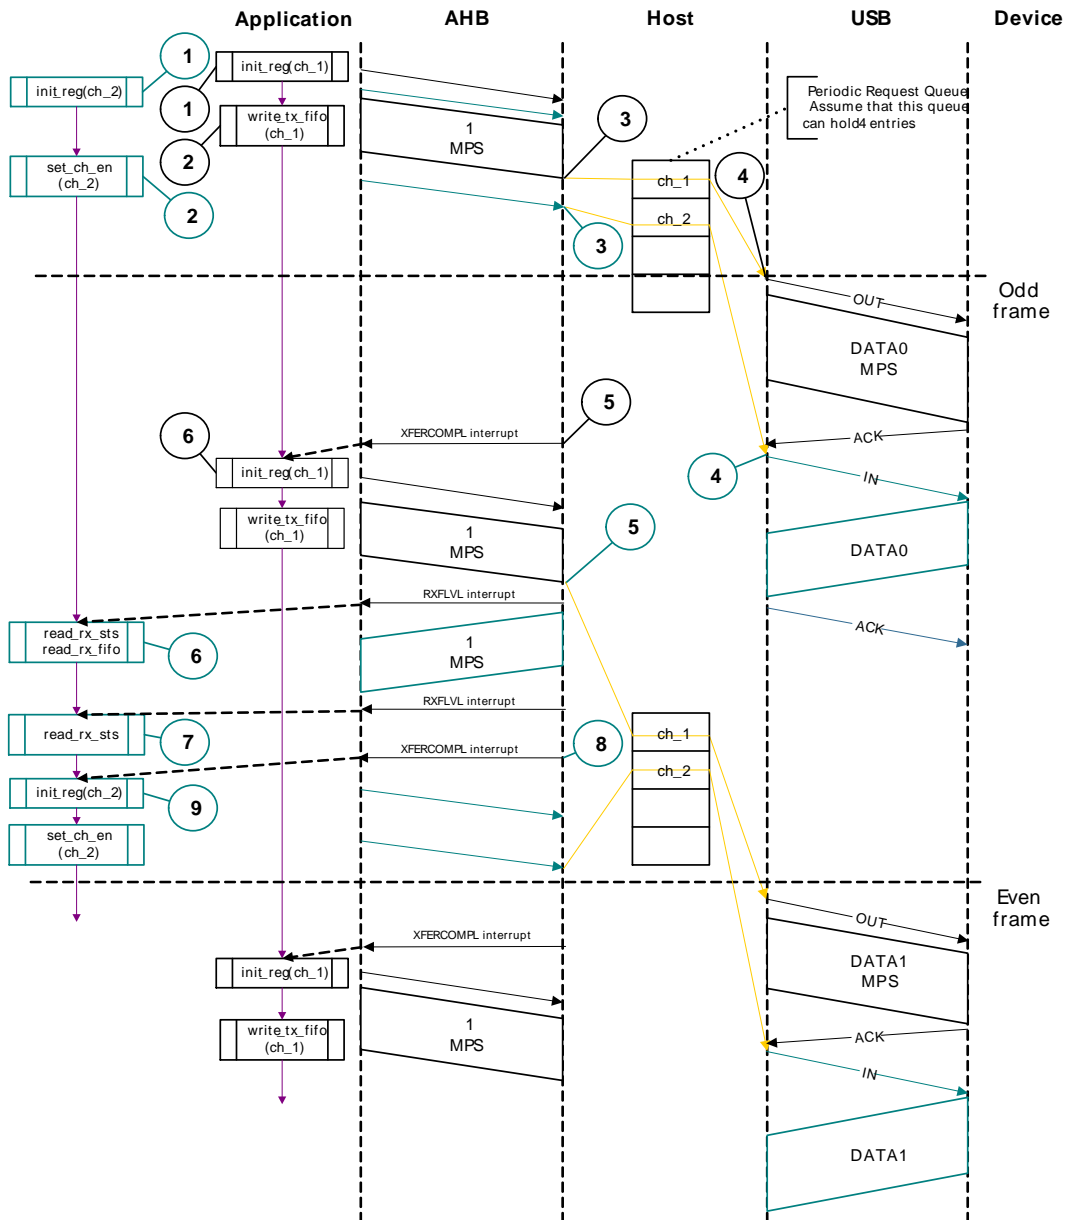 Application AHB Host USB Device
1
init_reg(ch_1)
init_reg(ch_2)
1
Periodic Request Queue
Assume that this queue
can hold4 entries
write_tx_fifo
(ch_1)
1
MPS
3
2
set_ch_en
(ch_2)
4
ch_1
2
ch_2
3
Odd
frame
OUT
DATA0
MPS
5
6
XFERCOMPL interrupt
ACK
init_reg(ch_1)
4
IN
write_tx_fifo
(ch_1)
1
MPS
5
DATA0
RXFLVL interrupt
read_rx_sts
read_rx_fifo
6
1
MPS
ACK
RXFLVL interrupt
read_rx_sts
7
XFERCOMPL interrupt
8
ch_1
ch_2
init_reg(ch_2)
9
set_ch_en
(ch_2)
Even
frame
OUT
XFERCOMPL interrupt
init_reg(ch_1)
DATA1
MPS
write_tx_fifo
(ch_1)
1
MPS
ACK
IN
DATA1